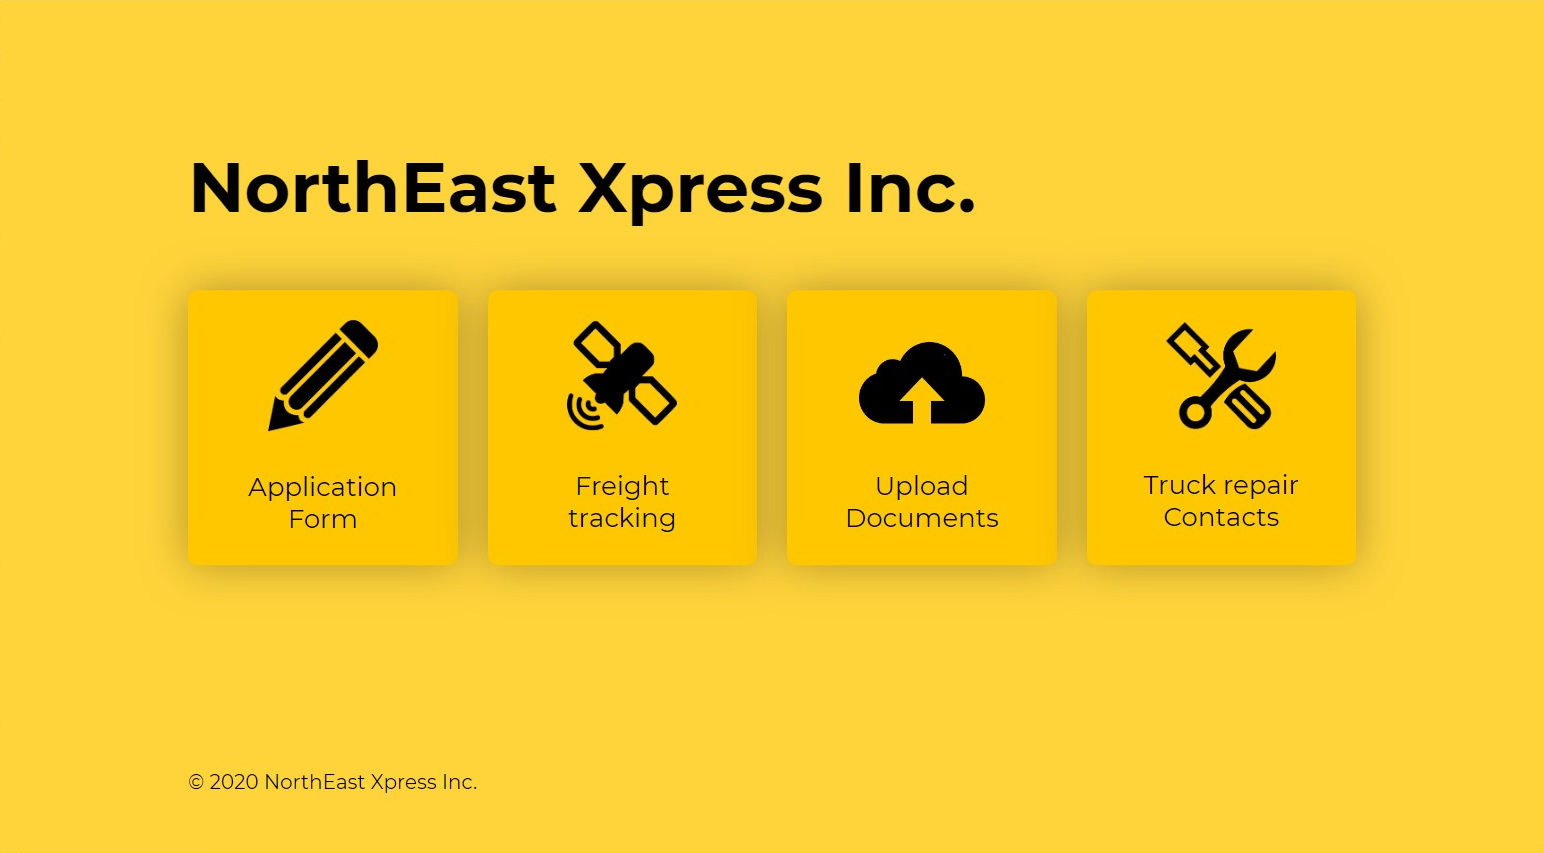 NorthEast Xpress Inc.
Application
Form
Freight
tracking
Upload
Documents
Truck repair
Contacts
© 2020 NorthEast Xpress Inc.